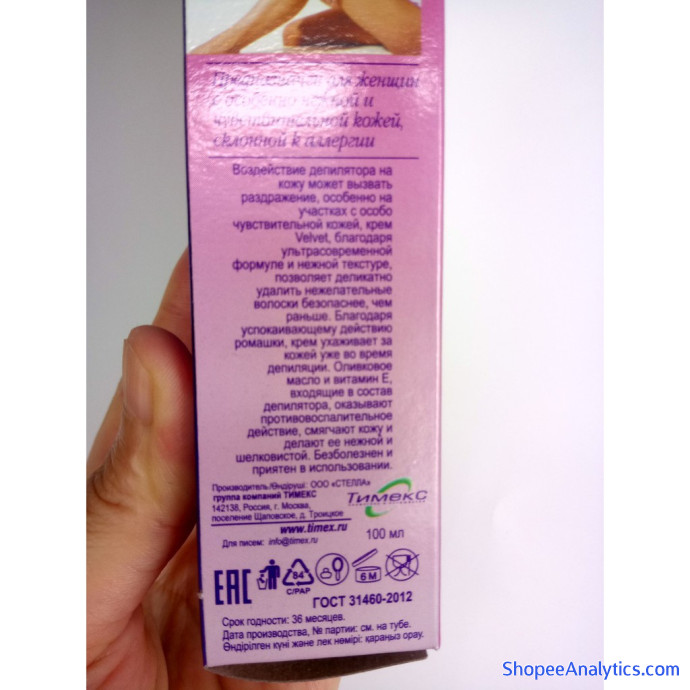 Предназначен для женщин
с особенно нежной и
чувствительной кожей,
склонной к аллергии
Воздействие депилятора на
кожу может вызвать
раздражение, особенно на
участках с особо
чувствительной кожей, крем
Velvet, благодаря
ультрасовременной
формуле и нежной текстуре,
позволяет деликатно
удалить нежелательные
волоски безопаснее, чем
раньше. Благодаря
успокаивающему действию
ромашки, крем ухаживает за
кожей уже во время
депиляции. Оливковое
масло и витамин Е,
входящие в состав
депилятора, оказывают
противовоспалительное
действие, смягчают кожу и
делают ее нежной и
шелковистой. Безболезнен и
приятен в использовании.
Производитель/Өндіруші: ООО «СТЕЛЛА»
группа компаний ТИМЕКС
142138, Россия, г. Москва,
поселение Щаповское, д. Троицкое
Тимекс
www.timex.ru
Для писем: info@timex.ru
100 мл
EAC
84
C/PAP
6 M
ГОСТ 31460-2012
Срок годности: 36 месяцев.
Дата производства, № партии: см. на тубе.
Өндірілген күні және лек немірі: қараңыз орау.
ShopeeAnalytics.com